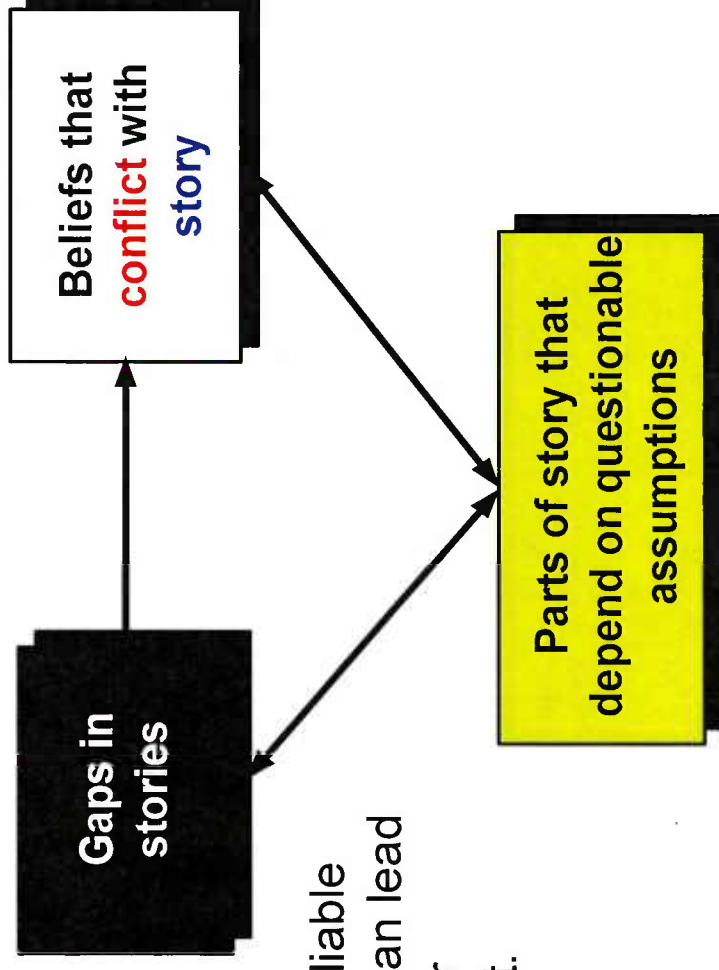 Gaps in
stories
Beliefs that
conflict with
story
Parts of story that
depend on questionable
assumptions
liable
an lead
f
t.